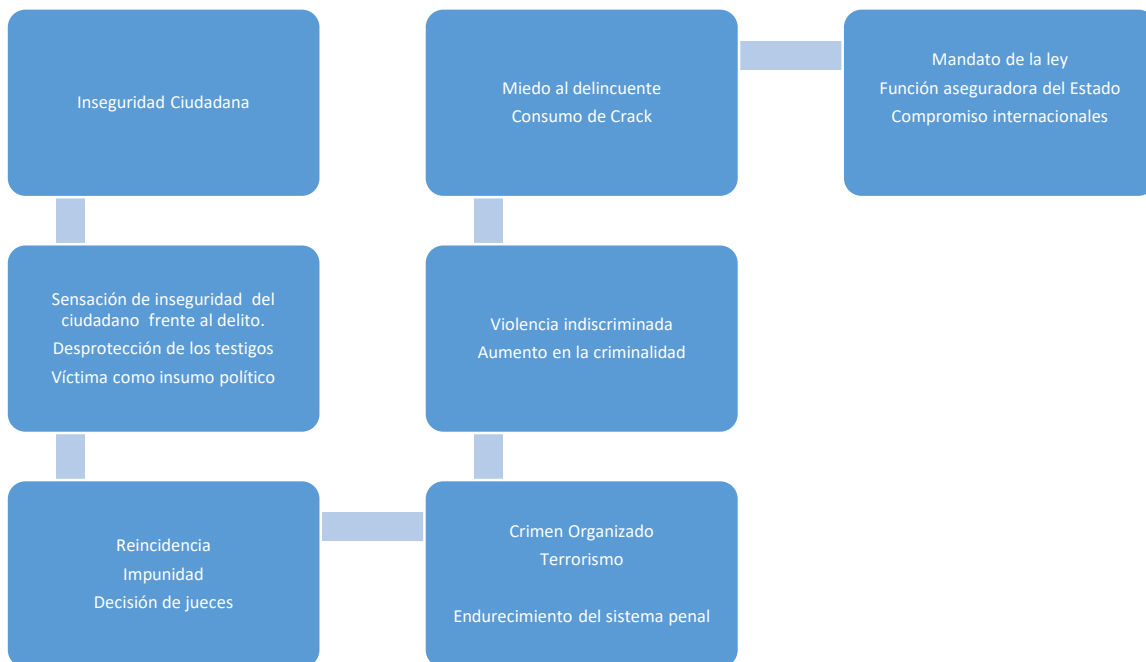 Inseguridad Ciudadana
Sensación de inseguridad del
ciudadano frente al delito.
Desprotección de los testigos
Víctima como insumo político
Reincidencia
Impunidad
Decisión de jueces
Crimen Organizado
Terrorismo
Endurecimiento del sistema penal
Violencia indiscriminada
Aumento en la criminalidad
Miedo al delincuente
Consumo de Crack
Mandato de la ley
Función aseguradora del Estado
Compromiso internacionales